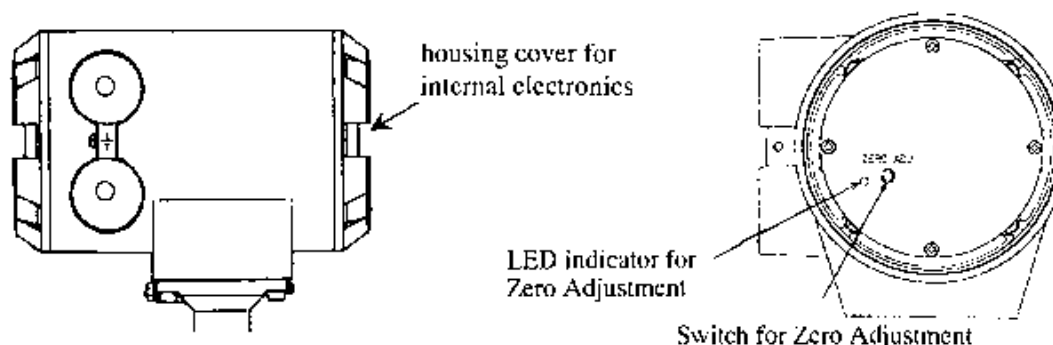 housing cover for
internal electronics
ZERO ADJ
LED indicator for
Zero Adjustment
Switch for Zero Adjustment